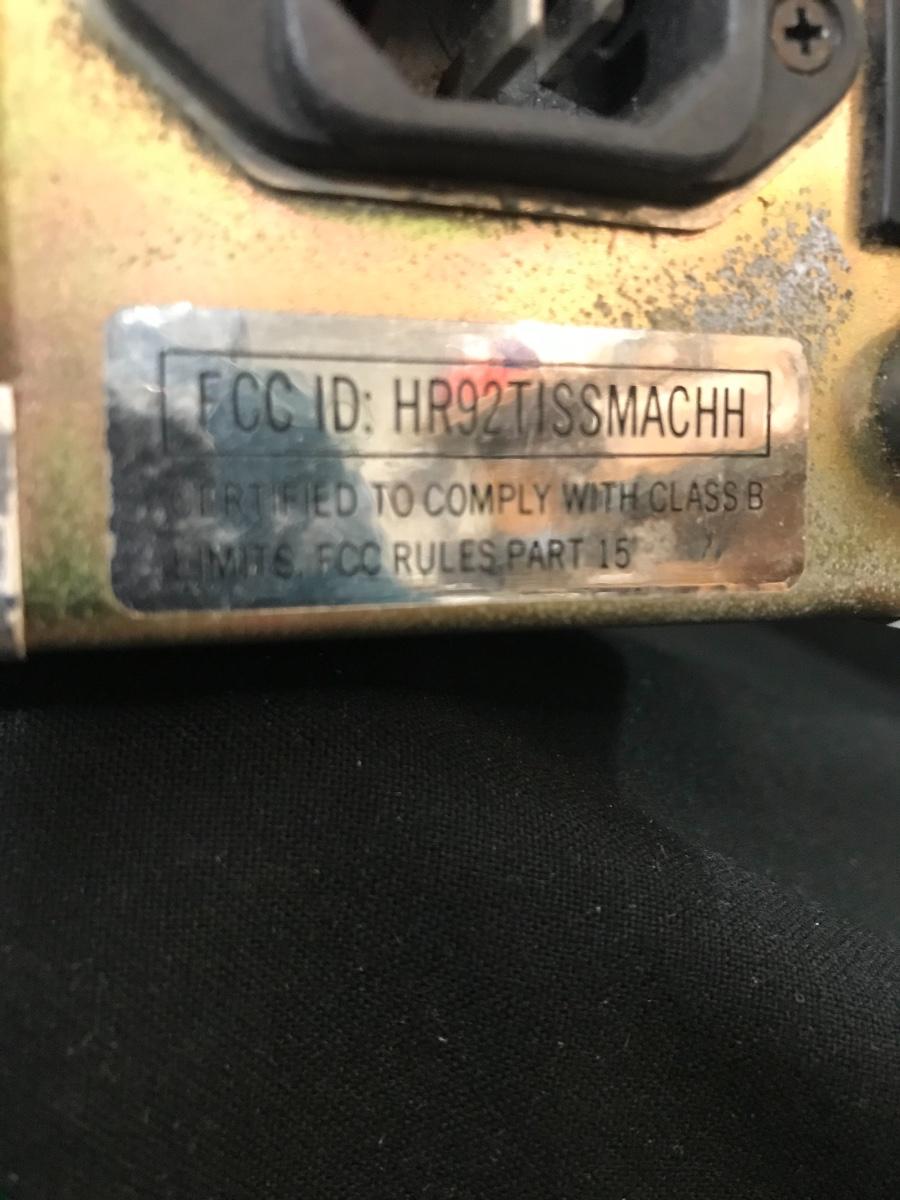 FCC ID: HR92TISSMACHH
CERTIFIED TO COMPLY WITH CLASS B
LIMITS, FCC RULES PART 15